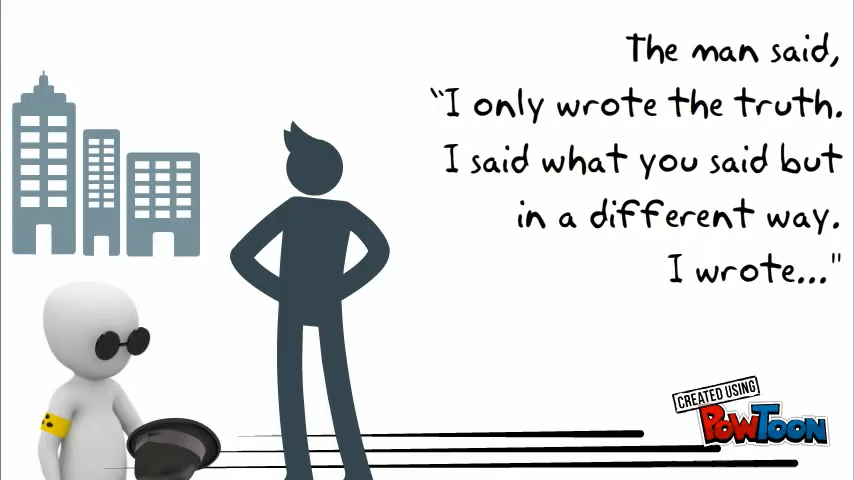 The man said,
"I only wrote the truth.
I said what you said but
in a different way.
I wrote..."
CREATED USING
POWTOON